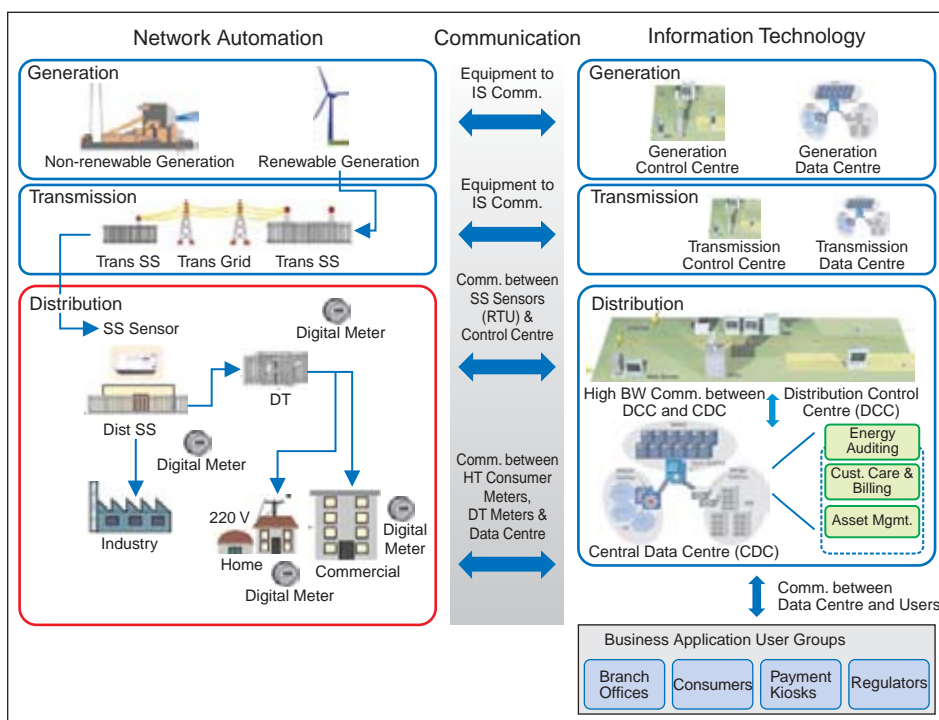 Network Automation
Communication
Information Technology
Generation
Non-renewable Generation
Renewable Generation
Transmission
Trans SS
Trans Grid
Trans SS
Distribution
SS Sensor
Digital Meter
Dist SS
DT
Digital Meter
Industry
220 V
Home
Digital Meter
Commercial
Digital
Meter
Equipment to
IS Comm.
Equipment to
IS Comm.
Comm. between
SS Sensors
(RTU) &
Control Centre
Comm. between
HT Consumer
Meters,
DT Meters &
Data Centre
Generation
Generation
Control Centre
Generation
Data Centre
Transmission
Transmission
Control Centre
Transmission
Data Centre
Distribution
High BW Comm. between
DCC and CDC
Distribution Control
Centre (DCC)
Energy
Auditing
Cust. Care &
Billing
Asset Mgmt.
Central Data Centre (CDC)
Comm. between
Data Centre and Users
Business Application User Groups
Branch
Offices
Consumers
Payment
Kiosks
Regulators